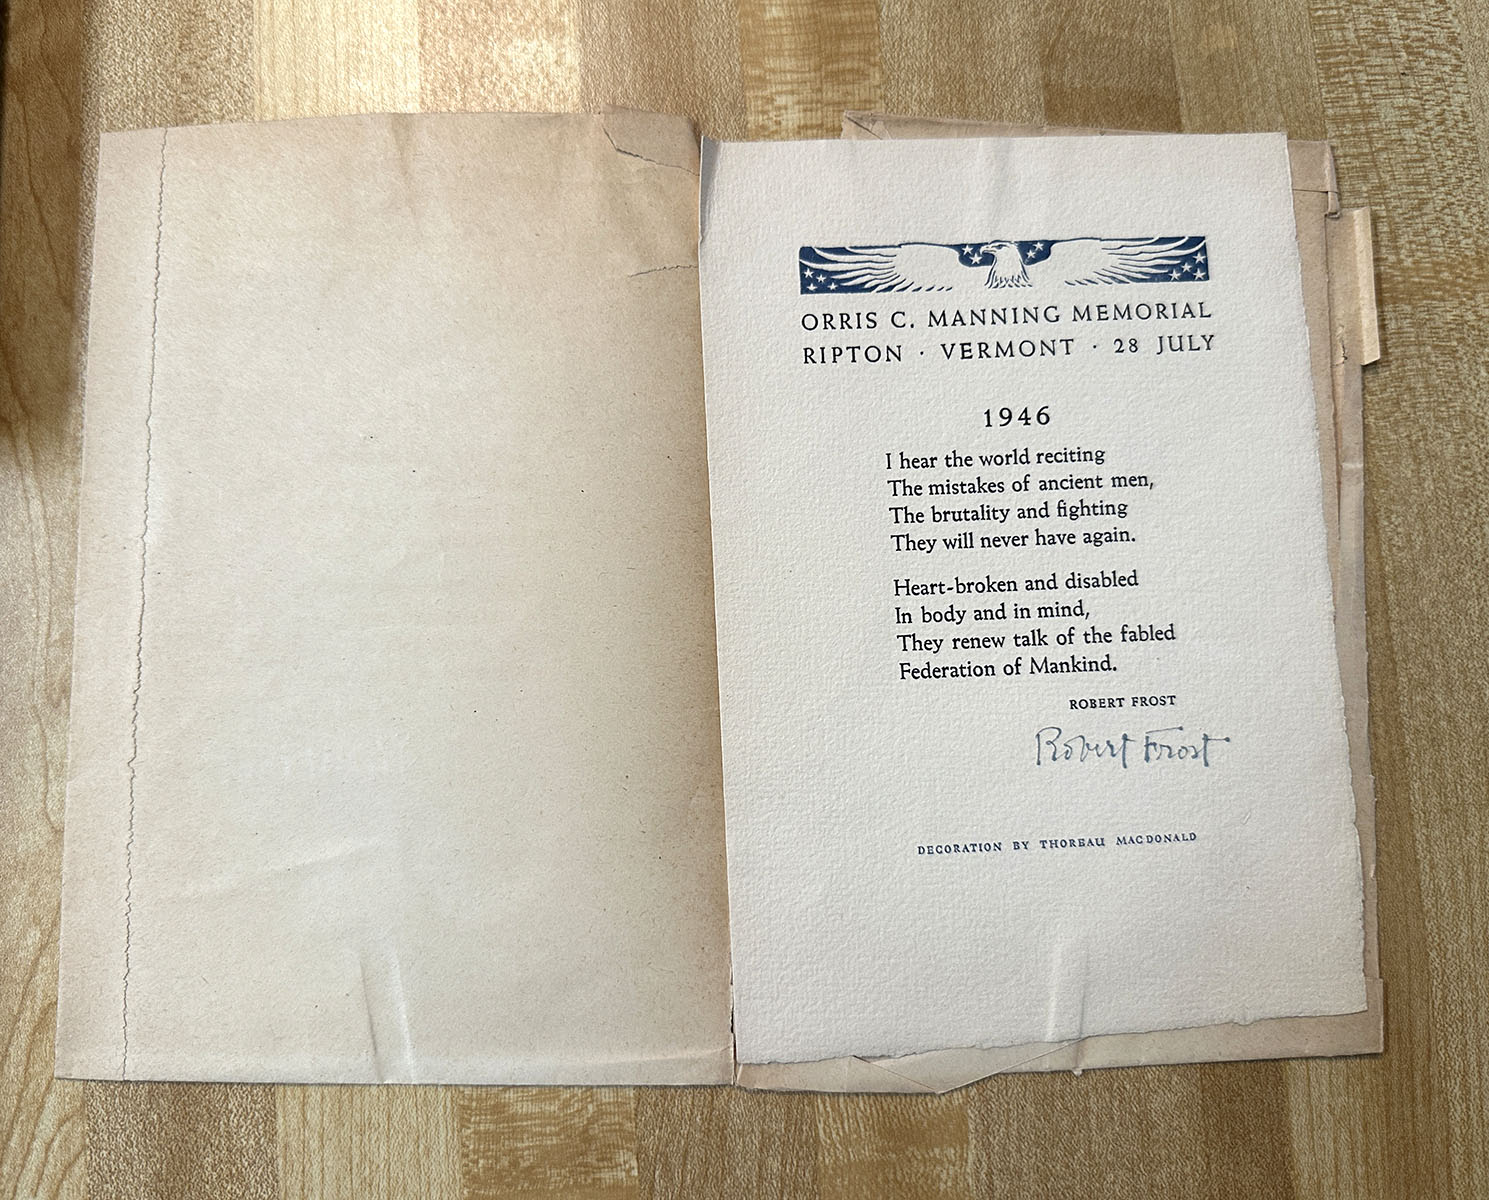 ORRIS C. MANNING MEMORIAL
RIPTON · VERMONT · 28 JULY
1946
I hear the world reciting
The mistakes of ancient men,
The brutality and fighting
They will never have again.
Heart-broken and disabled
In body and in mind,
They renew talk of the fabled
Federation of Mankind.
ROBERT FROST
Robert Frost
DECORATION BY THOREAU MACDONALD